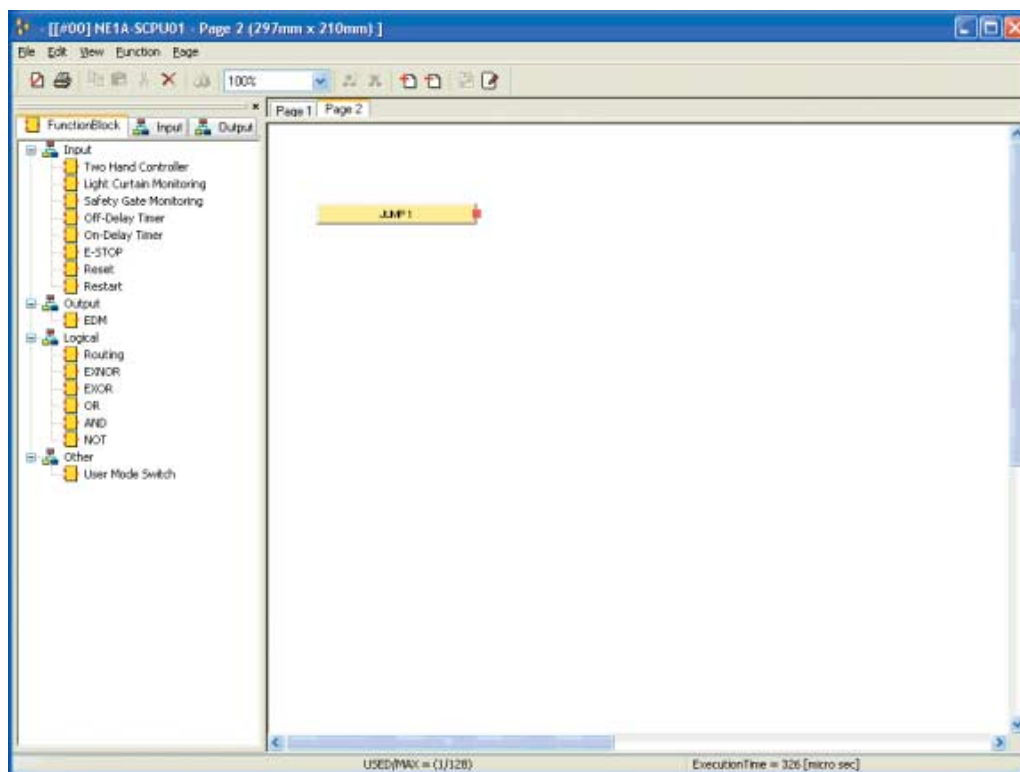 [[#00] NE1A-SCPU01 - Page 2 (297mm x 210mm) ]
File Edit View Function Page
100%
Page 1 Page 2
FunctionBlock Input Output
Input
Two Hand Controller
Light Curtain Monitoring
Safety Gate Monitoring
Off-Delay Timer
On-Delay Timer
E-STOP
Reset
Restart
Output
EDM
Logical
Routing
EXNOR
EXOR
OR
AND
NOT
Other
User Mode Switch
JUMP 1
USED/MAX = (1/128)
ExecutionTime = 326 [micro sec]